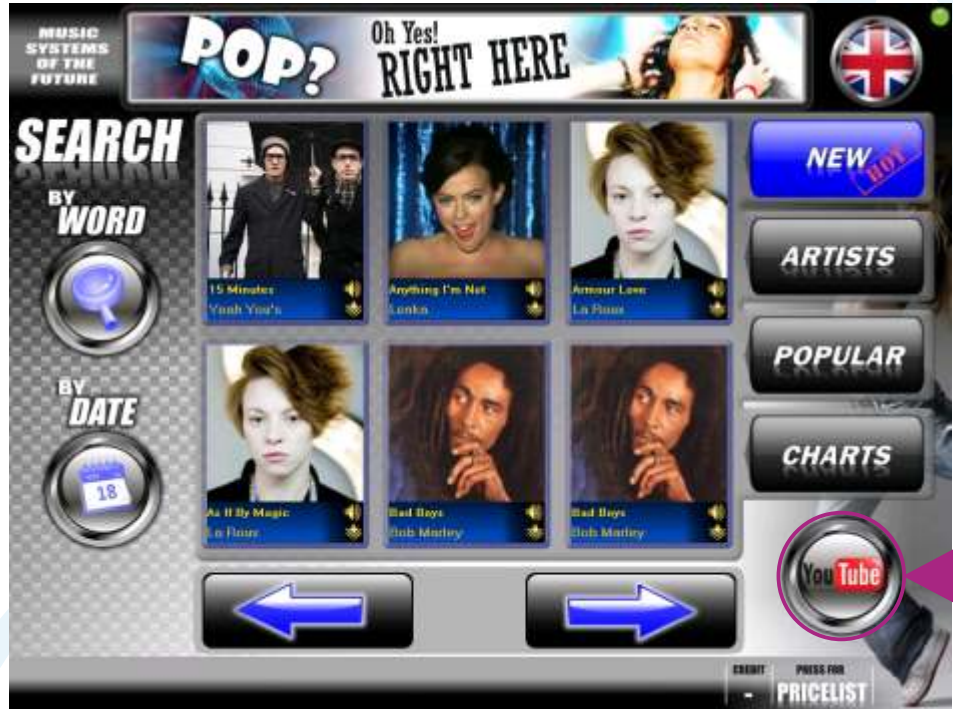 MUSIC
SYSTEMS
OF THE
FUTURE
POP?
Oh Yes!
RIGHT HERE
SEARCH
BY
WORD
BY
DATE
18
15 Minutes
Yeah You's
Anything I'm Not
Lenka
Armour Love
La Roux
As If By Magic
La Roux
Bad Boys
Bob Marley
Bad Boys
Bob Marley
NEW
HOT
ARTISTS
POPULAR
CHARTS
YouTube
CREDIT
-
PRESS FOR
PRICELIST